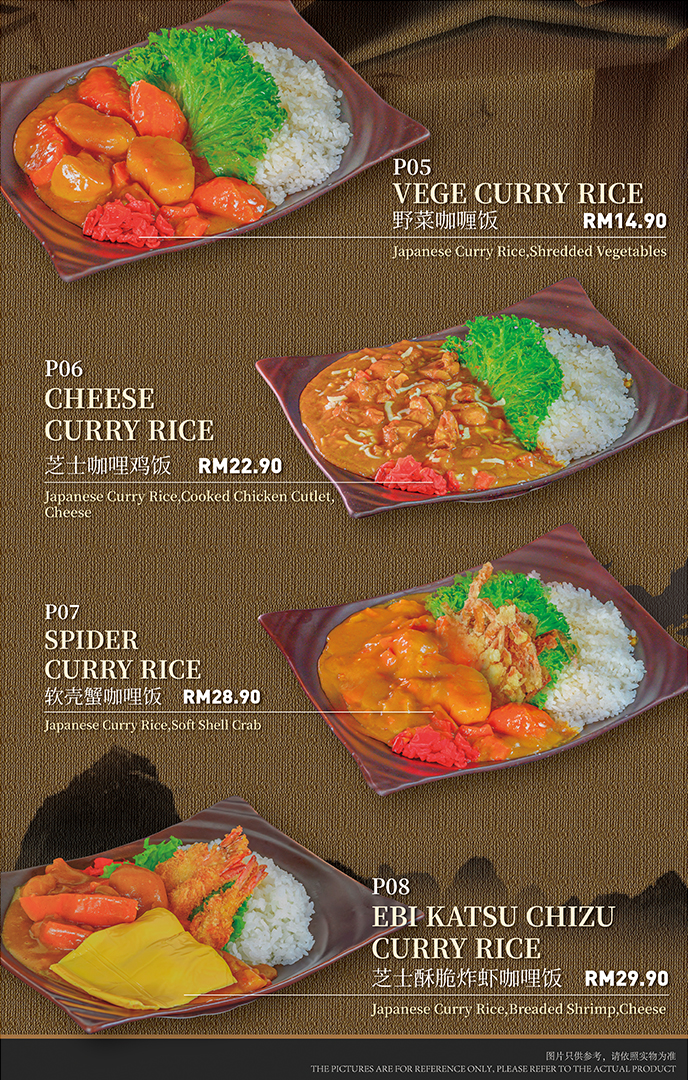 P05
VEGE CURRY RICE
野菜咖喱饭 RM14.90
Japanese Curry Rice,Shredded Vegetables
P06
CHEESE
CURRY RICE
芝士咖哩鸡饭 RM22.90
Japanese Curry Rice,Cooked Chicken Cutlet,
Cheese
P07
SPIDER
CURRY RICE
软壳蟹咖哩饭 RM28.90
Japanese Curry Rice,Soft Shell Crab
P08
EBI KATSU CHIZU
CURRY RICE
芝士酥脆炸虾咖哩饭 RM29.90
Japanese Curry Rice,Breaded Shrimp,Cheese
图片只供参考，请依照实物为准
THE PICTURES ARE FOR REFERENCE ONLY, PLEASE REFER TO THE ACTUAL PRODUCT